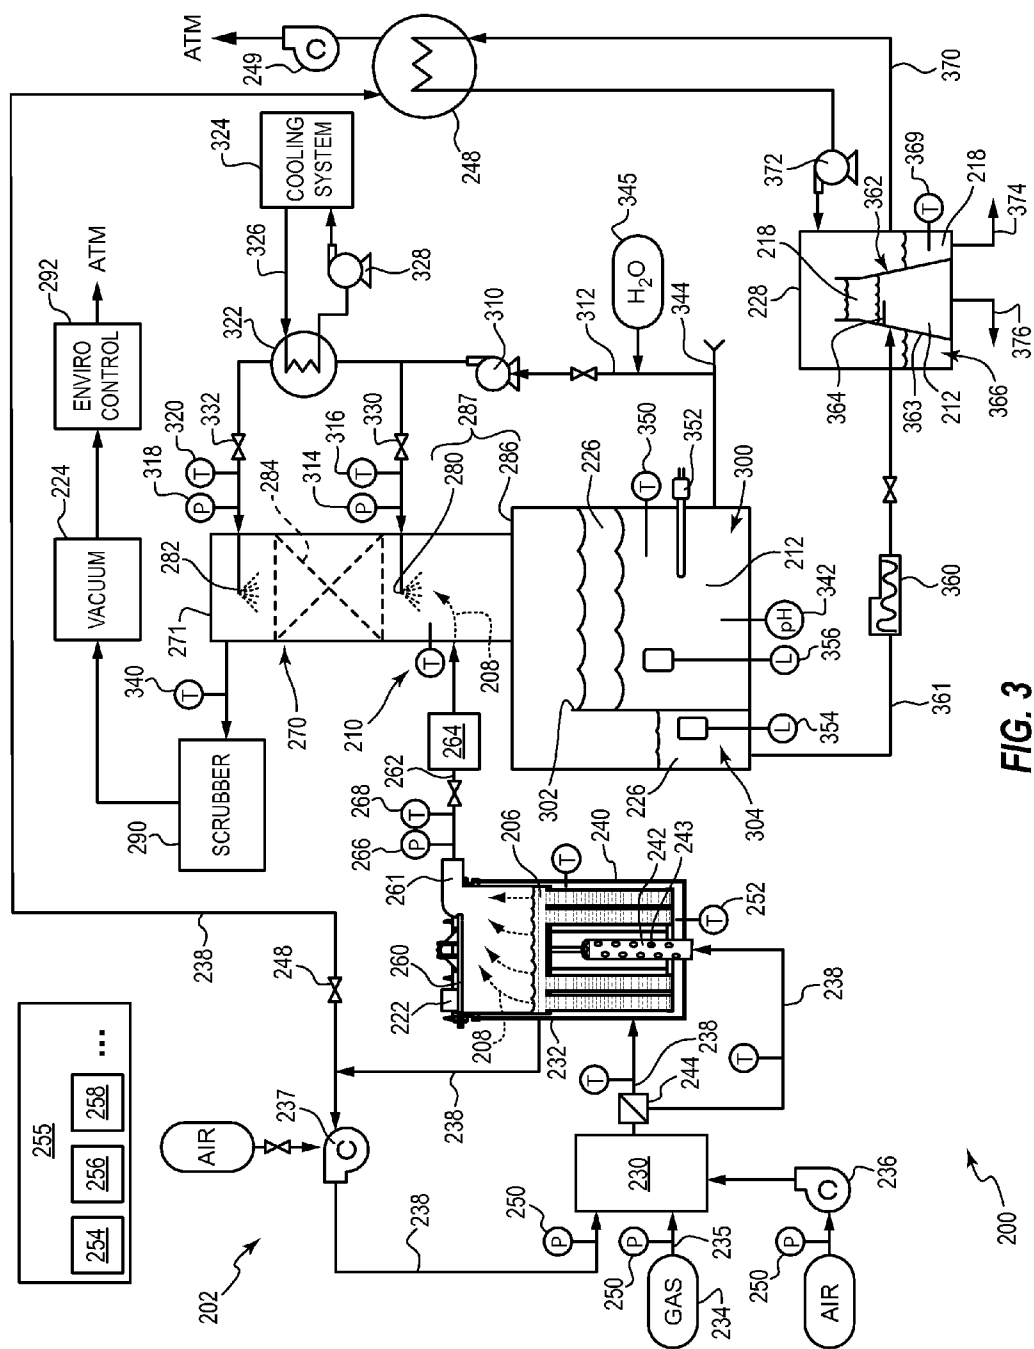 ATM
249
248
370
324
COOLING
SYSTEM
326
328
322
372
369
362
218
218
228
374
376
364
363
212
366
345
H₂O
344
312
310
292
ENVIRO
CONTROL
ATM
224
VACUUM
320
332
318
T
P
316
330
314
T
P
287
280
284
282
286
271
270
210
T
208
340
T
SCRUBBER
290
226
350
T
352
300
212
342
pH
356
L
354
L
302
226
304
360
361
264
262
268
T
266
P
261
260
222
208
206
240
T
242
243
252
T
232
238
238
238
238
238
248
T
T
244
255
254
256
258
...
AIR
237
C
C
202
230
250
P
250
P
250
P
235
GAS
234
AIR
236
C
200
T
FIG. 3